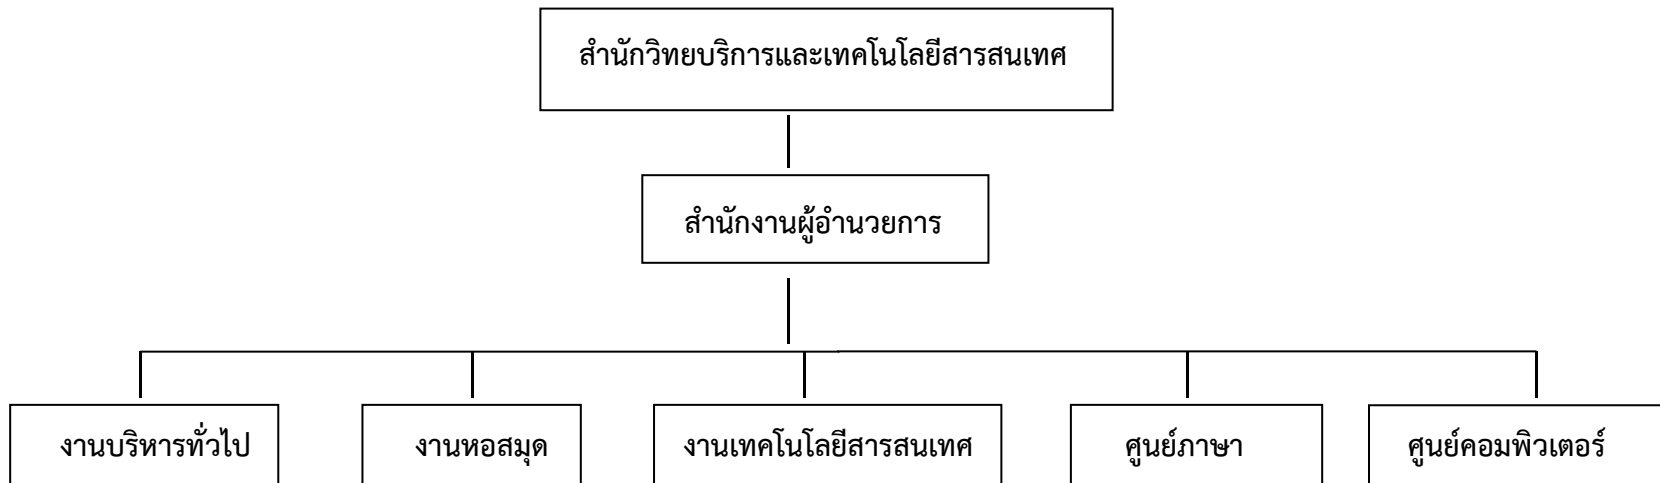 สำนักวิทยบริการและเทคโนโลยีสารสนเทศ
สำนักงานผู้อำนวยการ
งานบริหารทั่วไป
งานหอสมุด
งานเทคโนโลยีสารสนเทศ
ศูนย์ภาษา
ศูนย์คอมพิวเตอร์